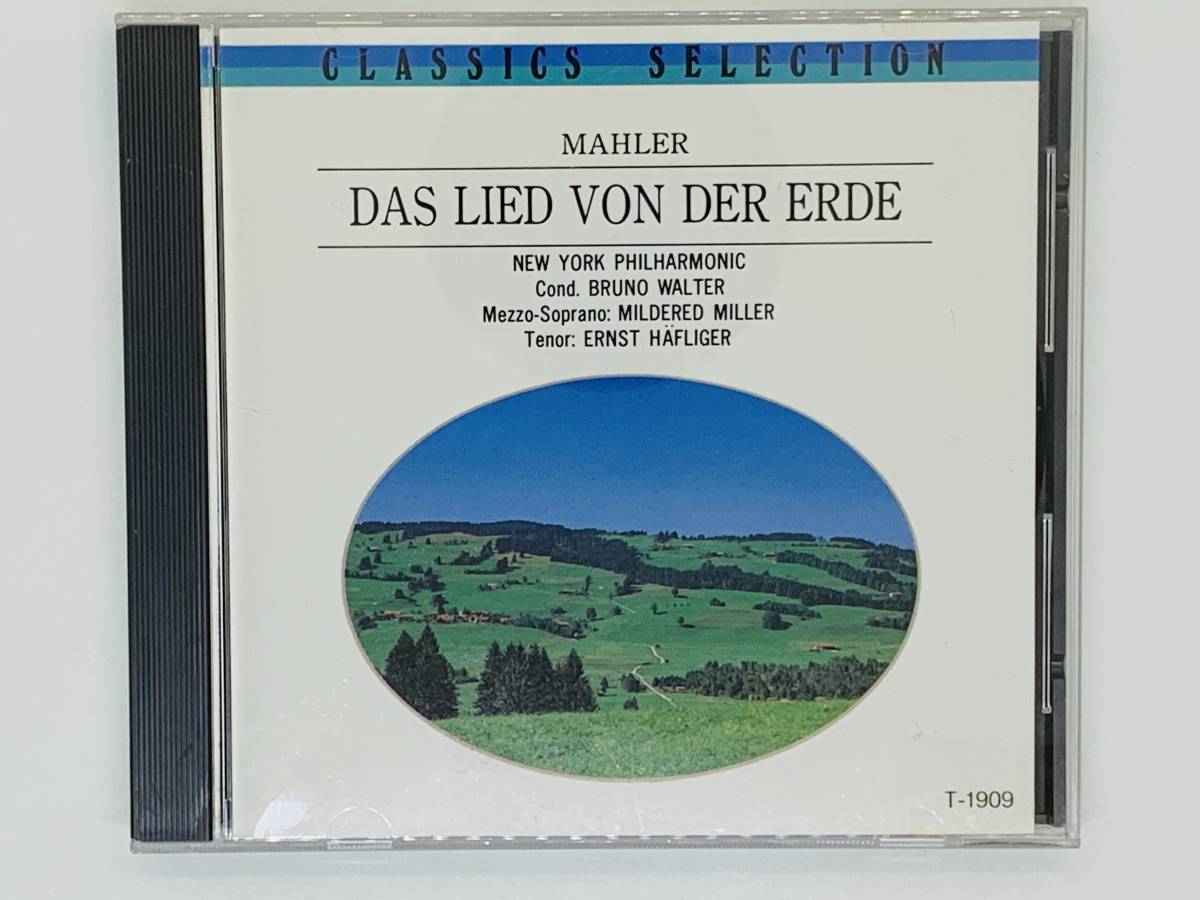 CLASSICS SELECTION
MAHLER
DAS LIED VON DER ERDE
NEW YORK PHILHARMONIC
Cond. BRUNO WALTER
Mezzo-Soprano: MILDERED MILLER
Tenor: ERNST HÄFLIGER
T-1909